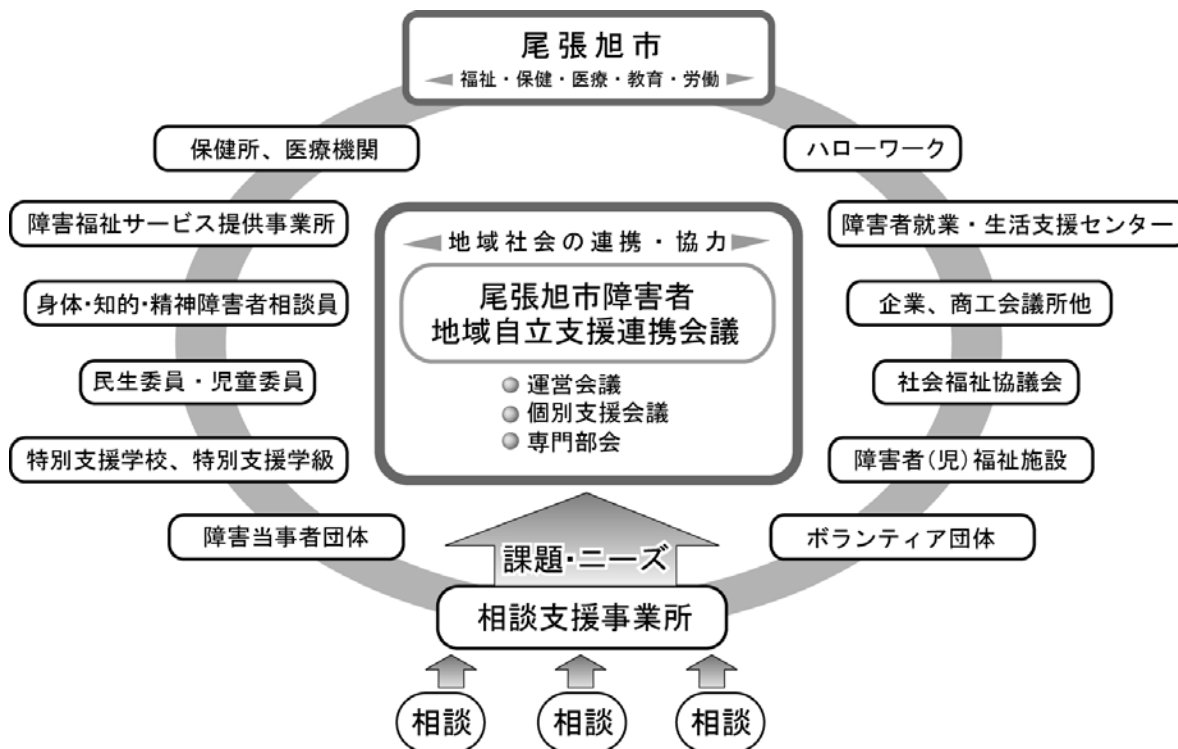 尾張旭市
福祉・保健・医療・教育・労働
保健所、医療機関
ハローワーク
障害福祉サービス提供事業所
障害者就業・生活支援センター
地域社会の連携・協力
尾張旭市障害者
地域自立支援連携会議
身体・知的・精神障害者相談員
企業、商工会議所他
民生委員・児童委員
社会福祉協議会
運営会議
個別支援会議
専門部会
特別支援学校、特別支援学級
障害者(児)福祉施設
障害当事者団体
ボランティア団体
課題・ニーズ
相談支援事業所
相談
相談
相談